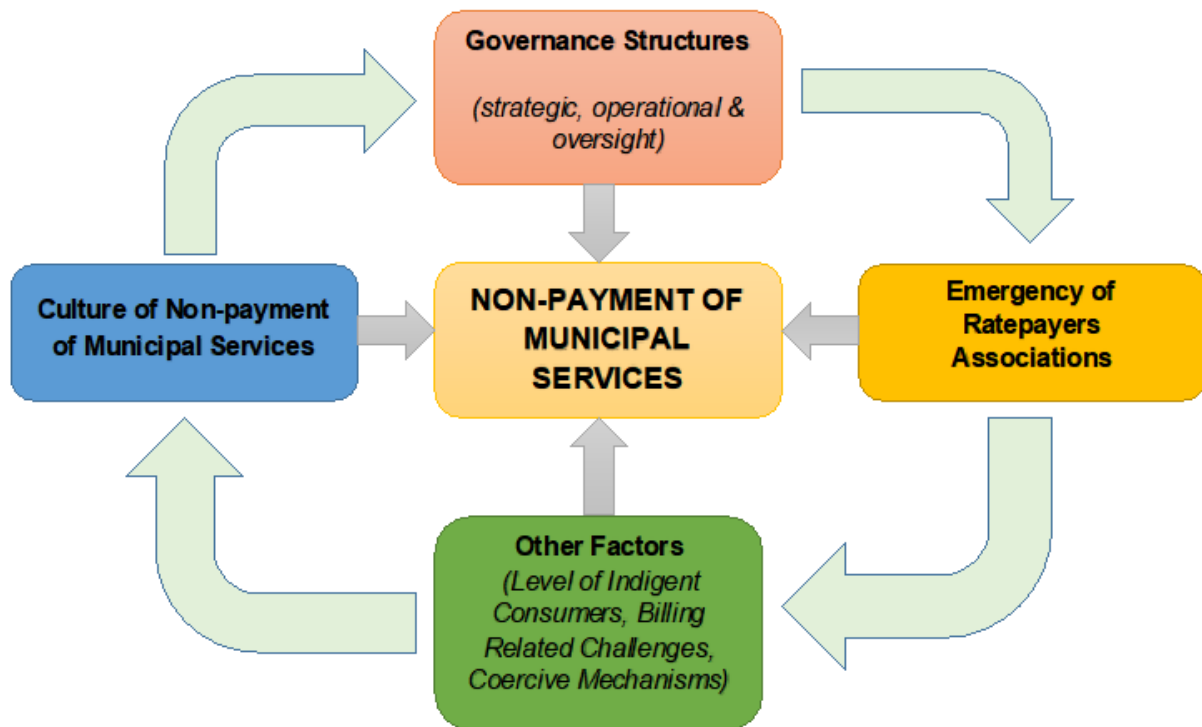 Governance Structures
(strategic, operational &
oversight)
Culture of Non-payment
of Municipal Services
NON-PAYMENT OF
MUNICIPAL
SERVICES
Emergency of
Ratepayers
Associations
Other Factors
(Level of Indigent
Consumers, Billing
Related Challenges,
Coercive Mechanisms)